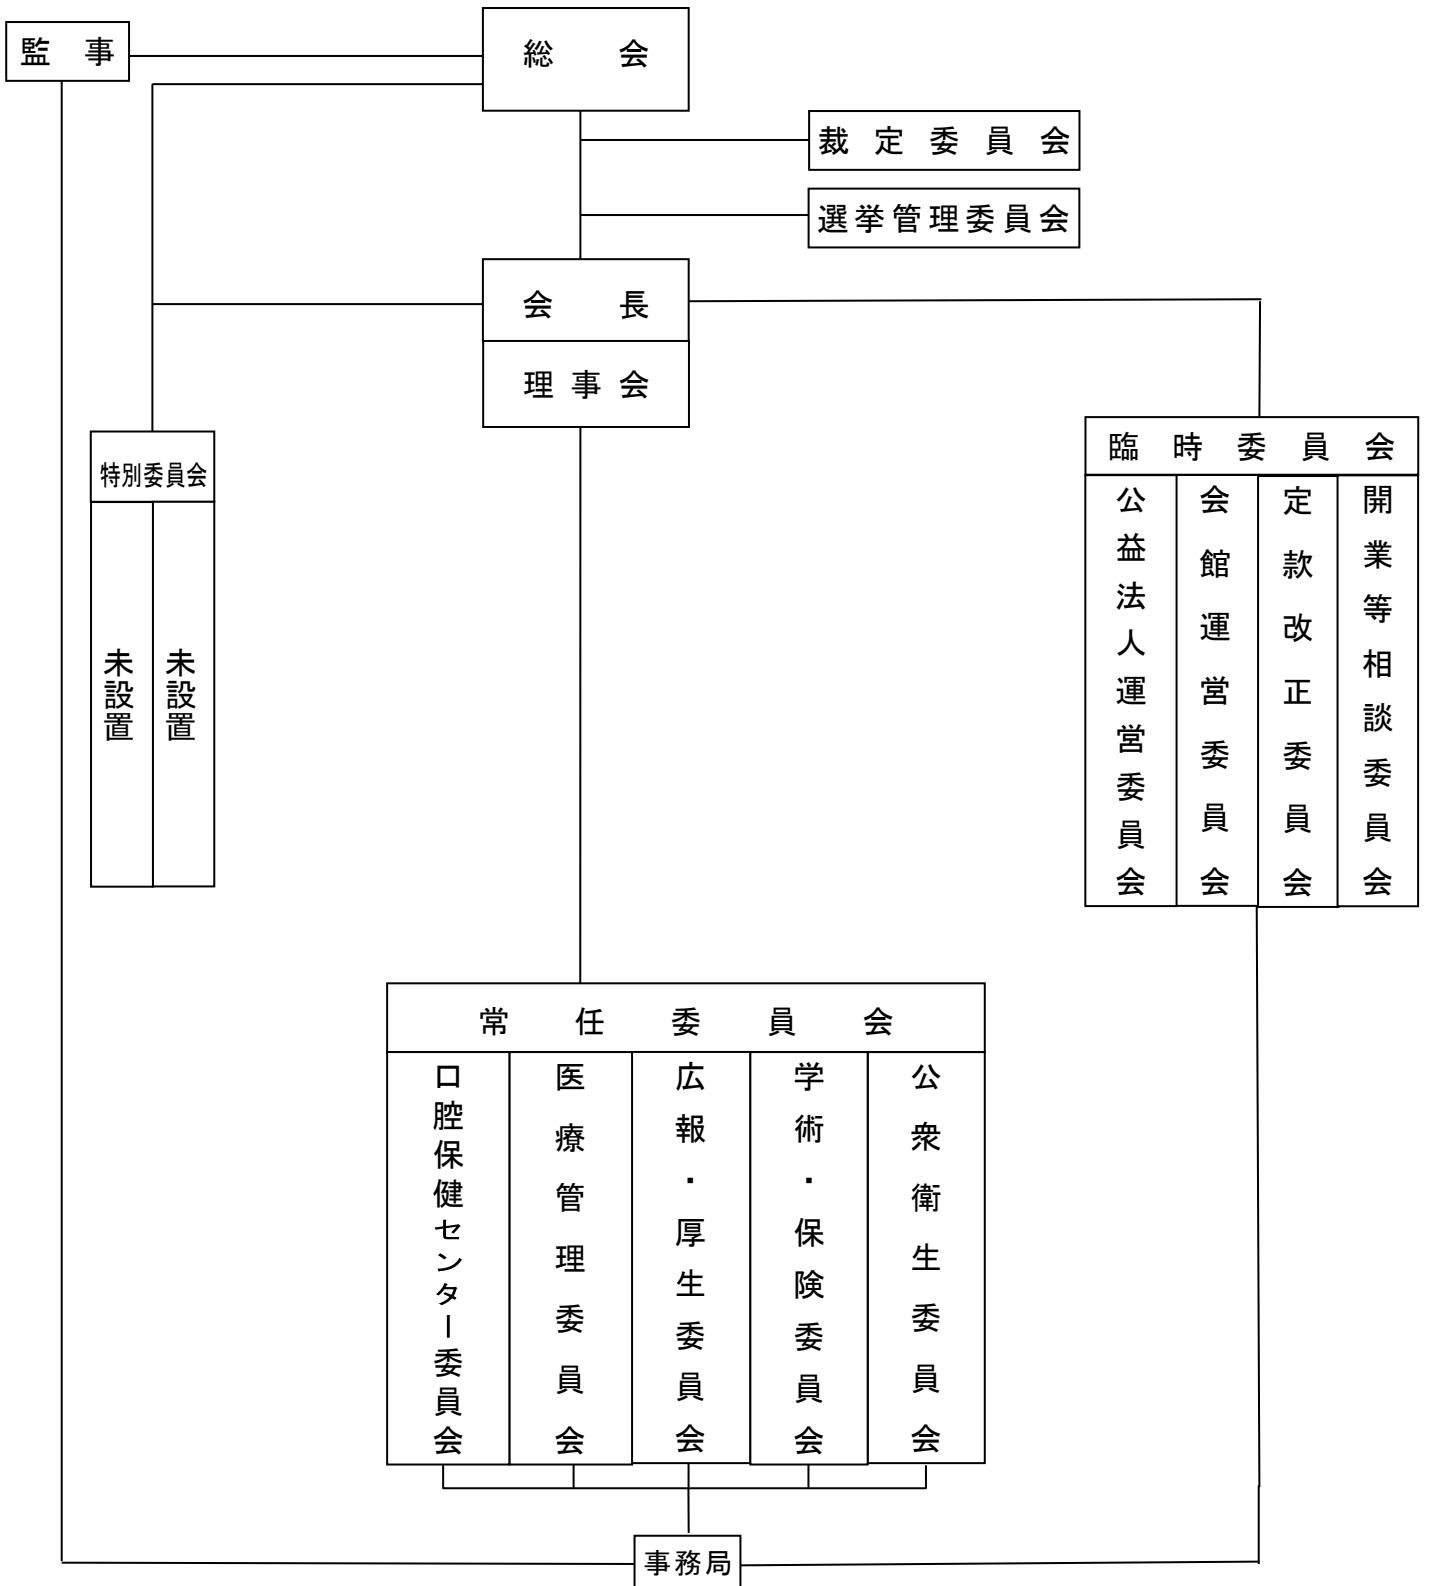 監事
総会
裁定委員会
選挙管理委員会
会長
理事会
特別委員会
未設置
未設置
臨時委員会
公益法人運営委員会
会館運営委員会
定款改正委員会
開業等相談委員会
常任委員会
口腔保健センター委員会
医療管理委員会
広報・厚生委員会
学術・保険委員会
公衆衛生委員会
事務局